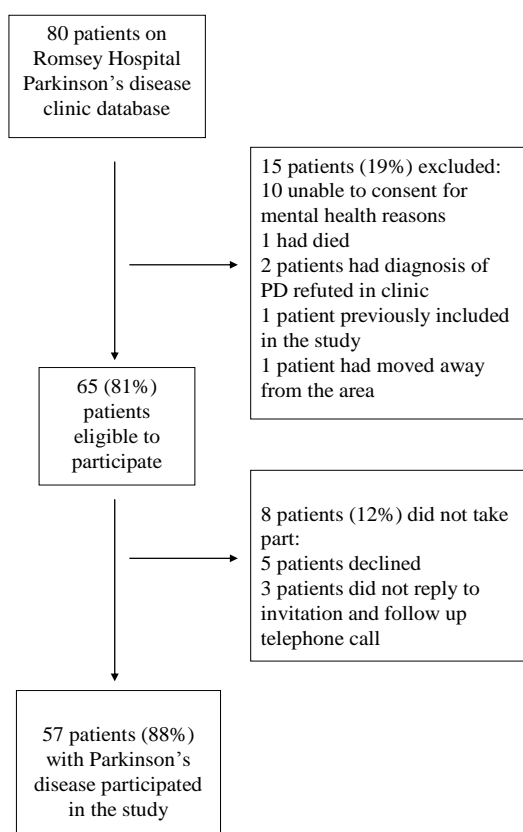 80 patients on
Romsey Hospital
Parkinson's disease
clinic database
15 patients (19%) excluded:
10 unable to consent for
mental health reasons
1 had died
2 patients had diagnosis of
PD refuted in clinic
1 patient previously included
in the study
1 patient had moved away
from the area
65 (81%)
patients
eligible to
participate
8 patients (12%) did not take
part:
5 patients declined
3 patients did not reply to
invitation and follow up
telephone call
57 patients (88%)
with Parkinson's
disease participated
in the study